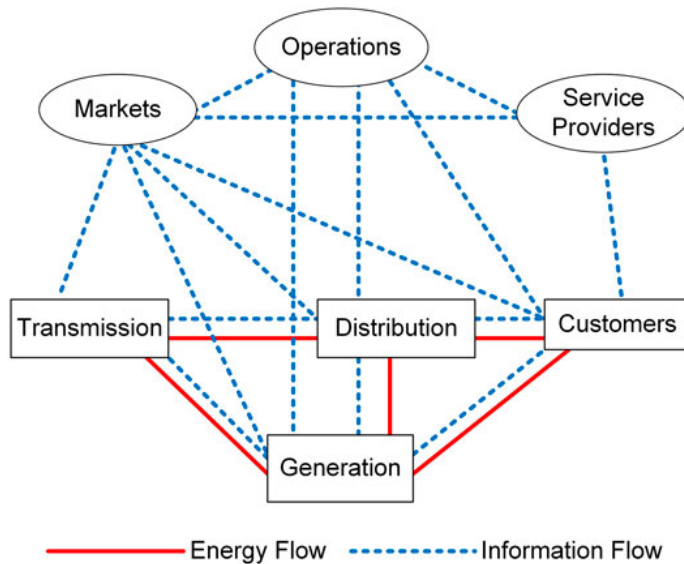 Operations
Markets
Service
Providers
Transmission
Distribution
Customers
Generation
Energy Flow
Information Flow